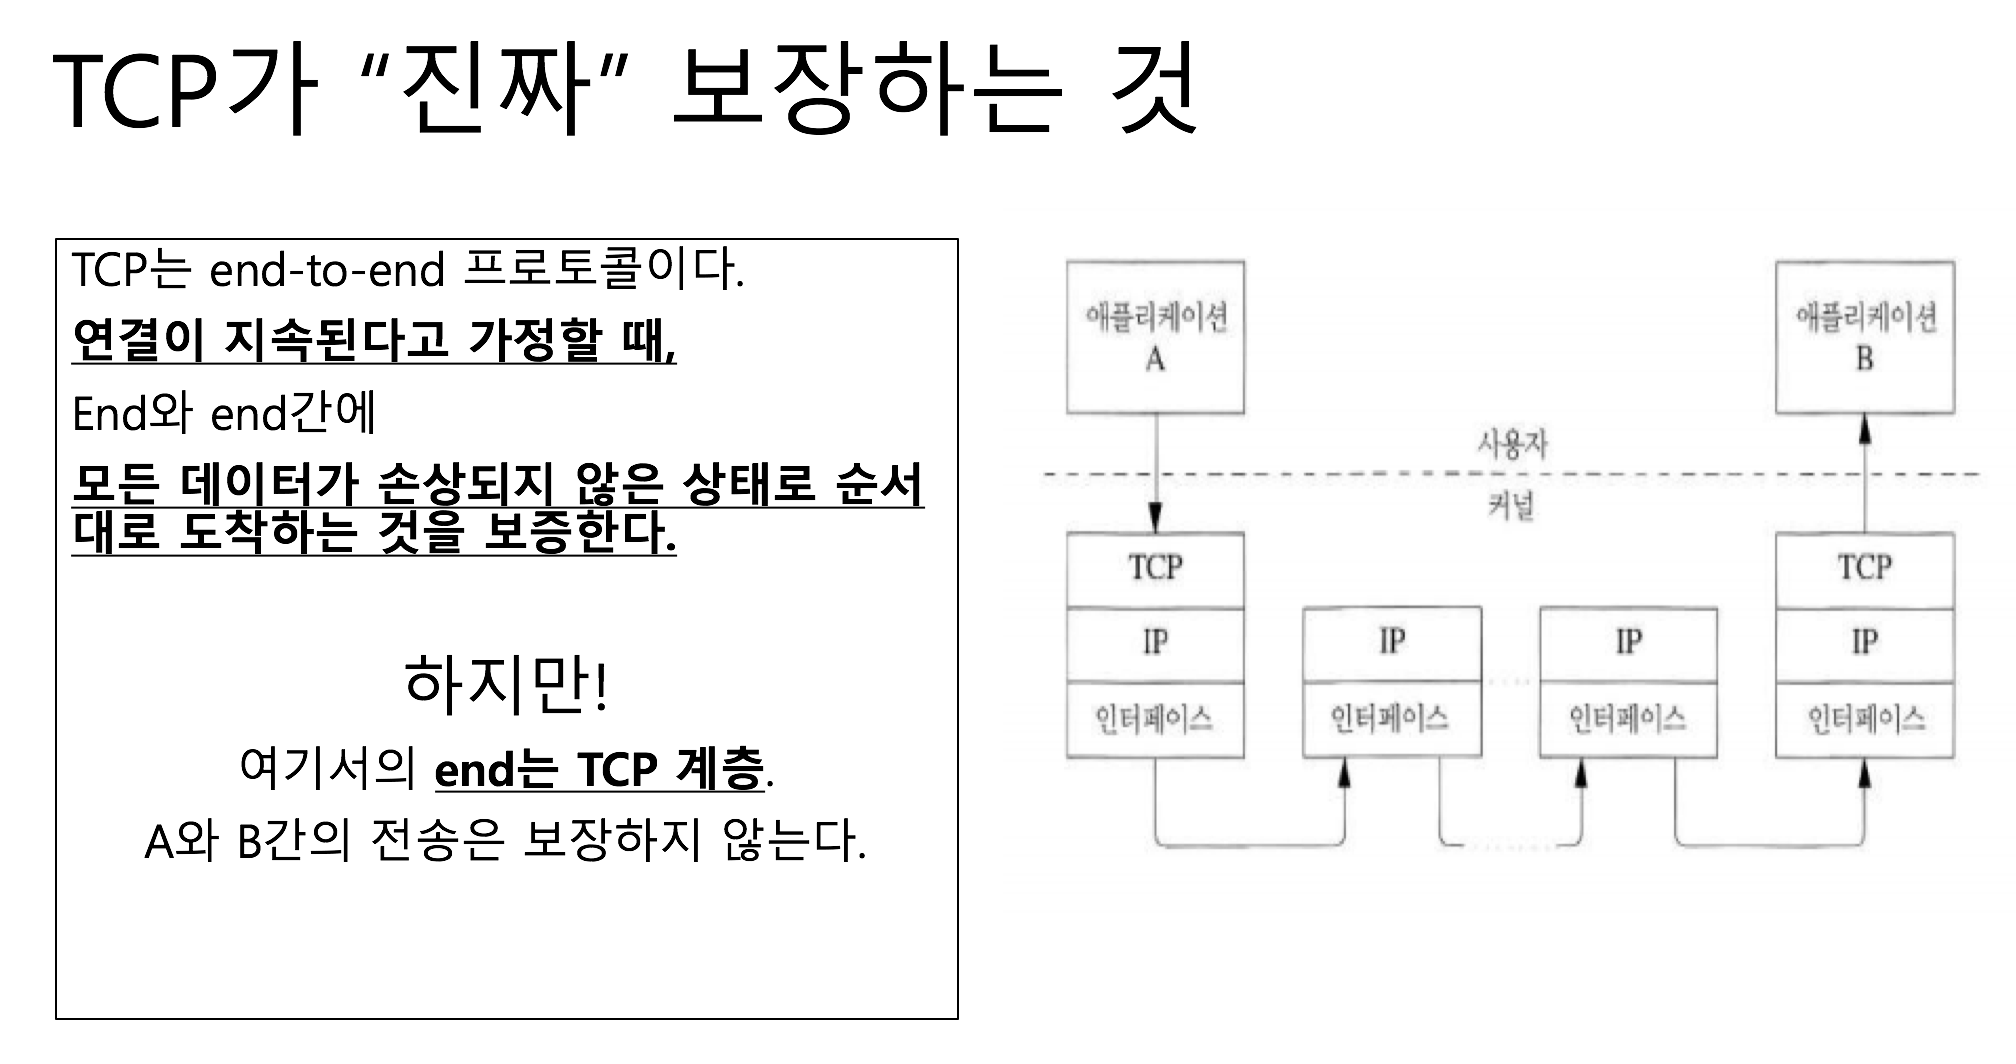 TCP가 “진짜” 보장하는 것
TCP는 end-to-end 프로토콜이다.
연결이 지속된다고 가정할 때,
End와 end간에
모든 데이터가 손상되지 않은 상태로 순서
대로 도착하는 것을 보증한다.
하지만!
여기서의 end는 TCP 계층.
A와 B간의 전송은 보장하지 않는다.
애플리케이션
A
애플리케이션
B
사용자
커널
TCP
IP
인터페이스
IP
인터페이스
IP
인터페이스
TCP
IP
인터페이스